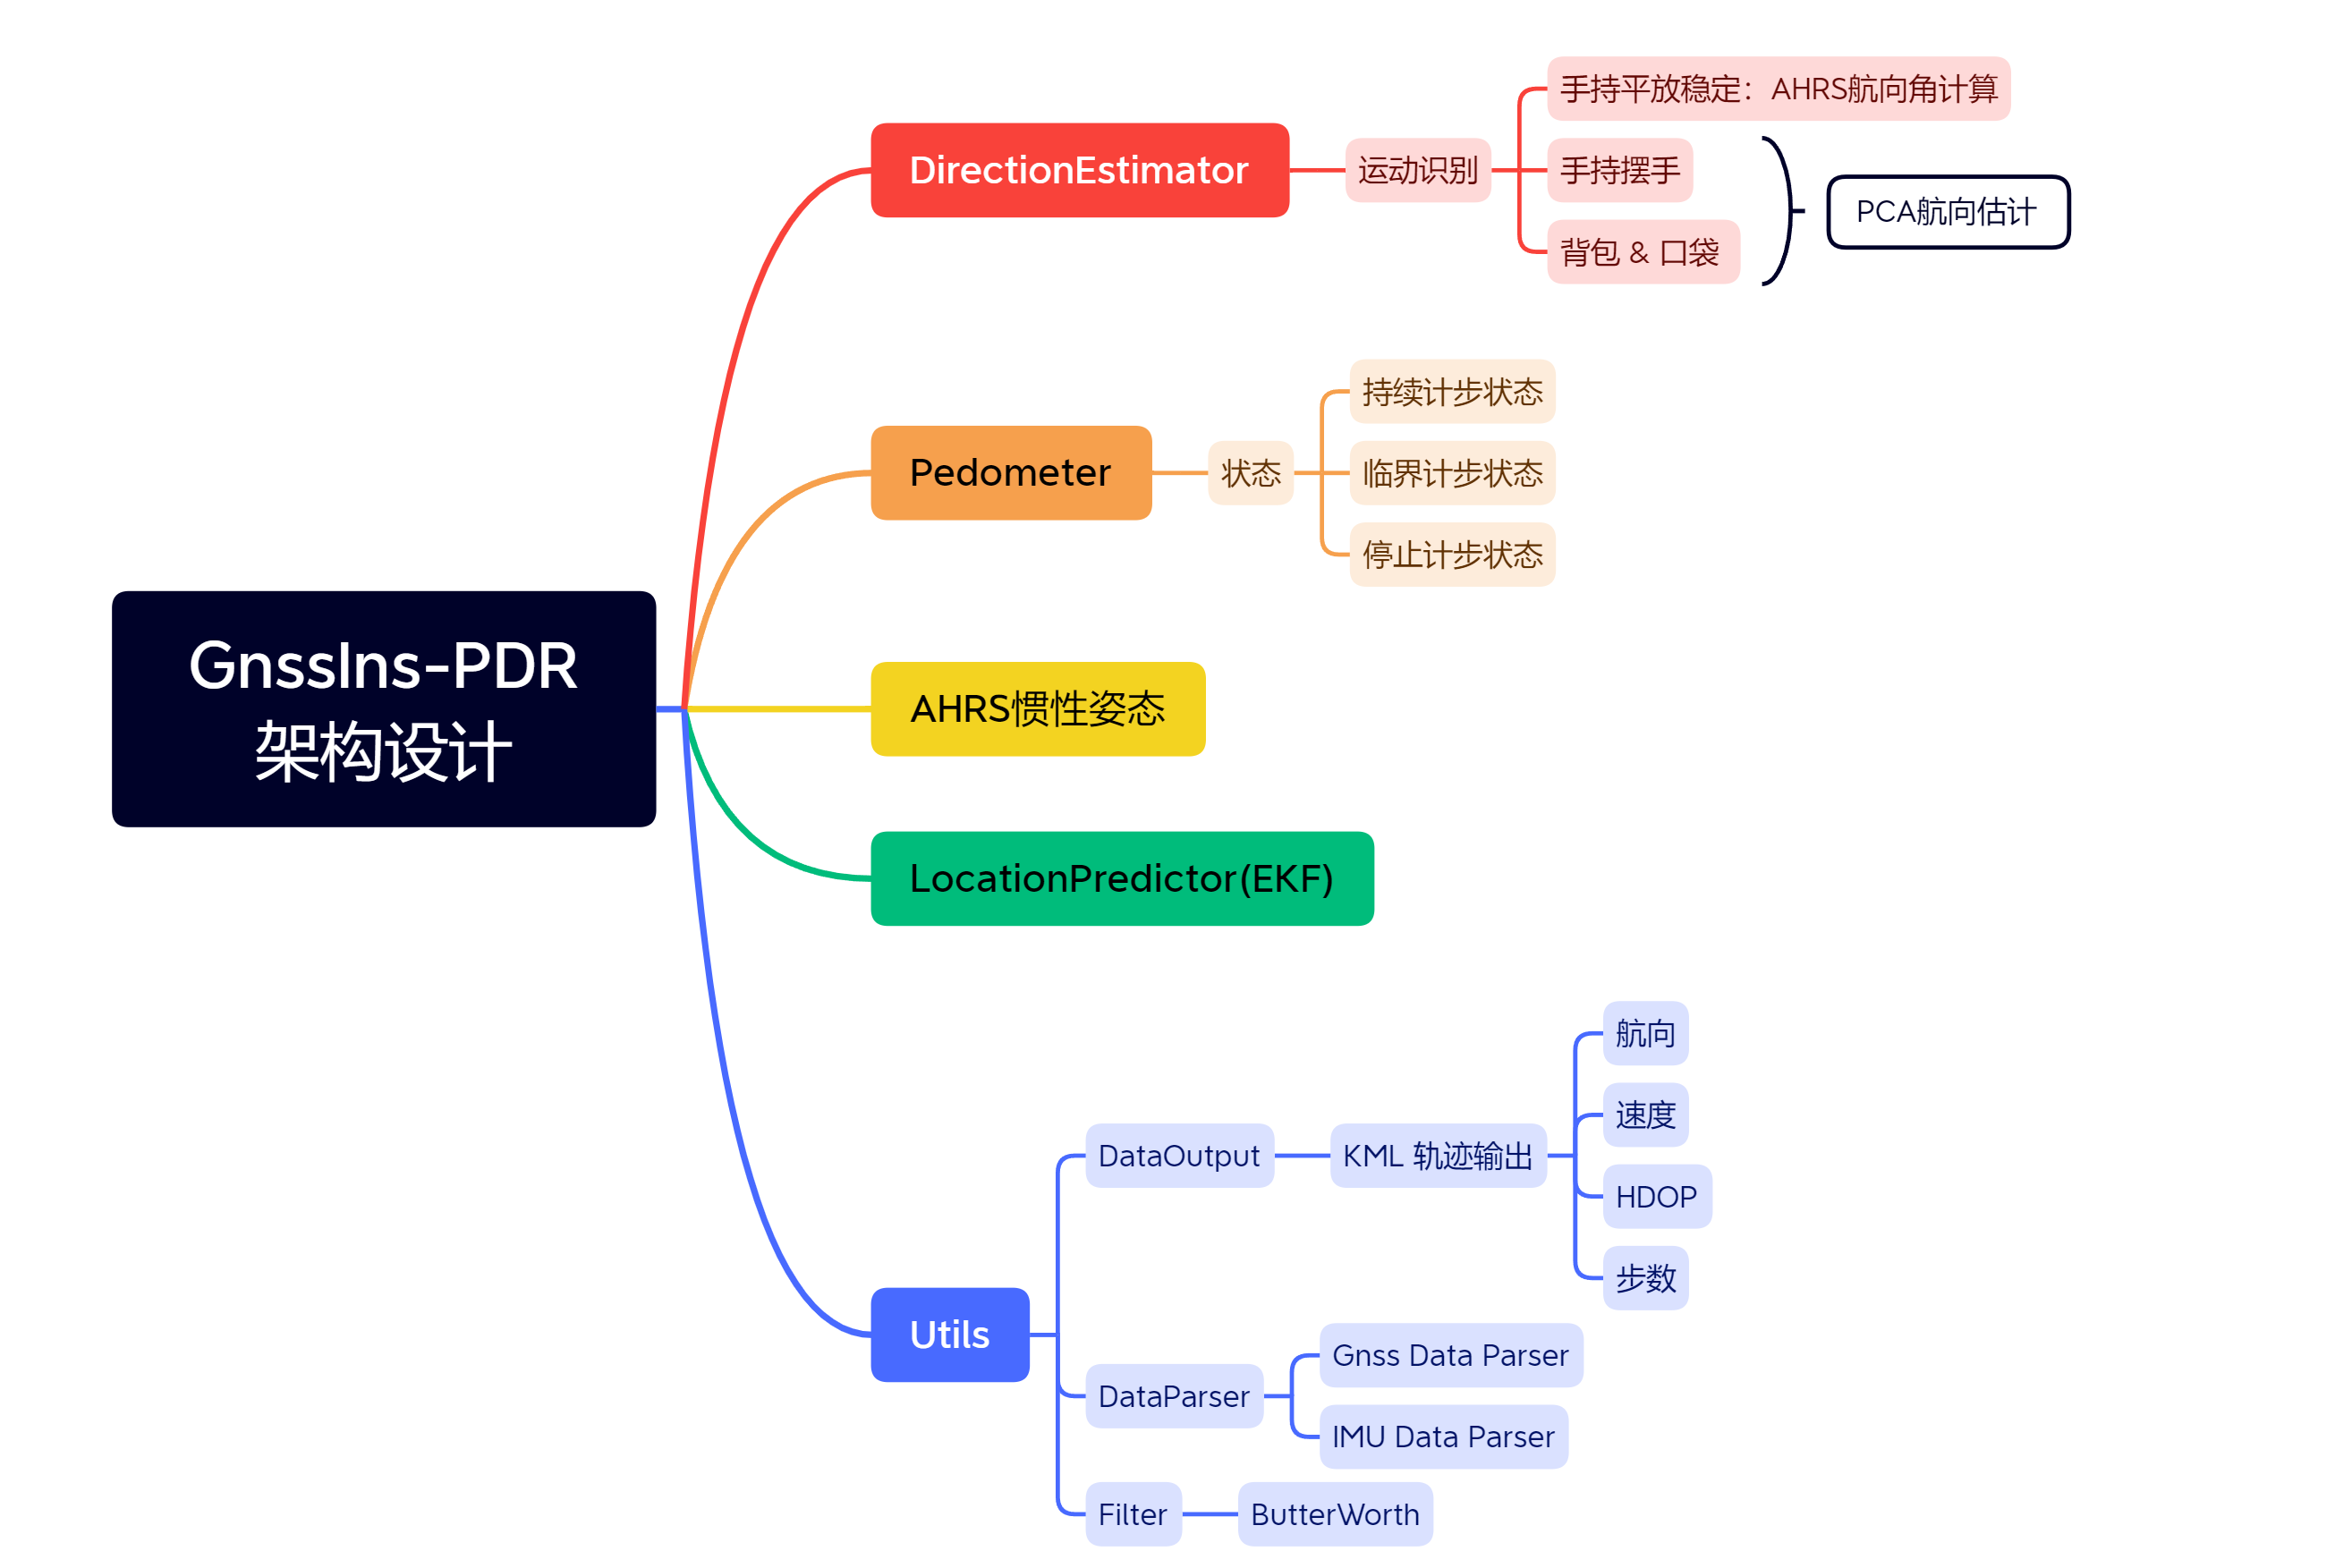 GnssIns-PDR
架构设计
DirectionEstimator
运动识别
手持平放稳定：AHRS航向角计算
手持摆手
背包 & 口袋
PCA航向估计
Pedometer
状态
持续计步状态
临界计步状态
停止计步状态
AHRS惯性姿态
LocationPredictor(EKF)
Utils
DataOutput
KML 轨迹输出
航向
速度
HDOP
步数
DataParser
Gnss Data Parser
IMU Data Parser
Filter
ButterWorth